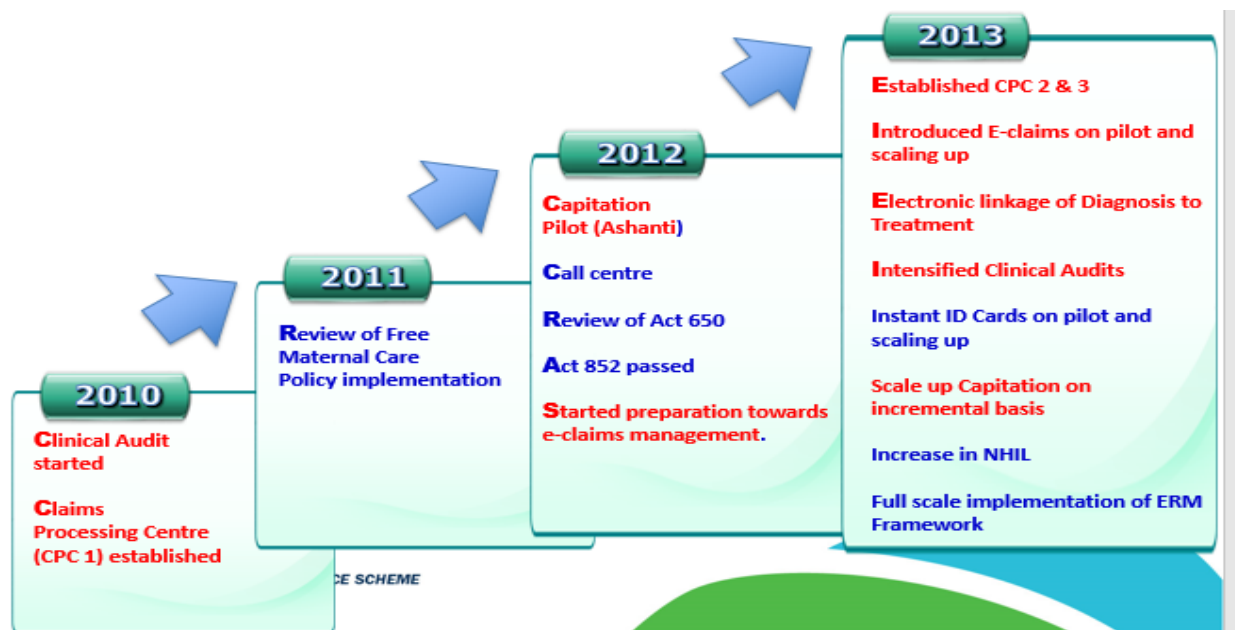 2010
Clinical Audit
started
Claims
Processing Centre
(CPC 1) established
2011
Review of Free
Maternal Care
Policy implementation
2012
Capitation
Pilot (Ashanti)
Call centre
Review of Act 650
Act 852 passed
Started preparation towards
e-claims management.
2013
Established CPC 2 & 3
Introduced E-claims on pilot and
scaling up
Electronic linkage of Diagnosis to
Treatment
Intensified Clinical Audits
Instant ID Cards on pilot and
scaling up
Scale up Capitation on
incremental basis
Increase in NHIL
Full scale implementation of ERM
Framework
CE SCHEME